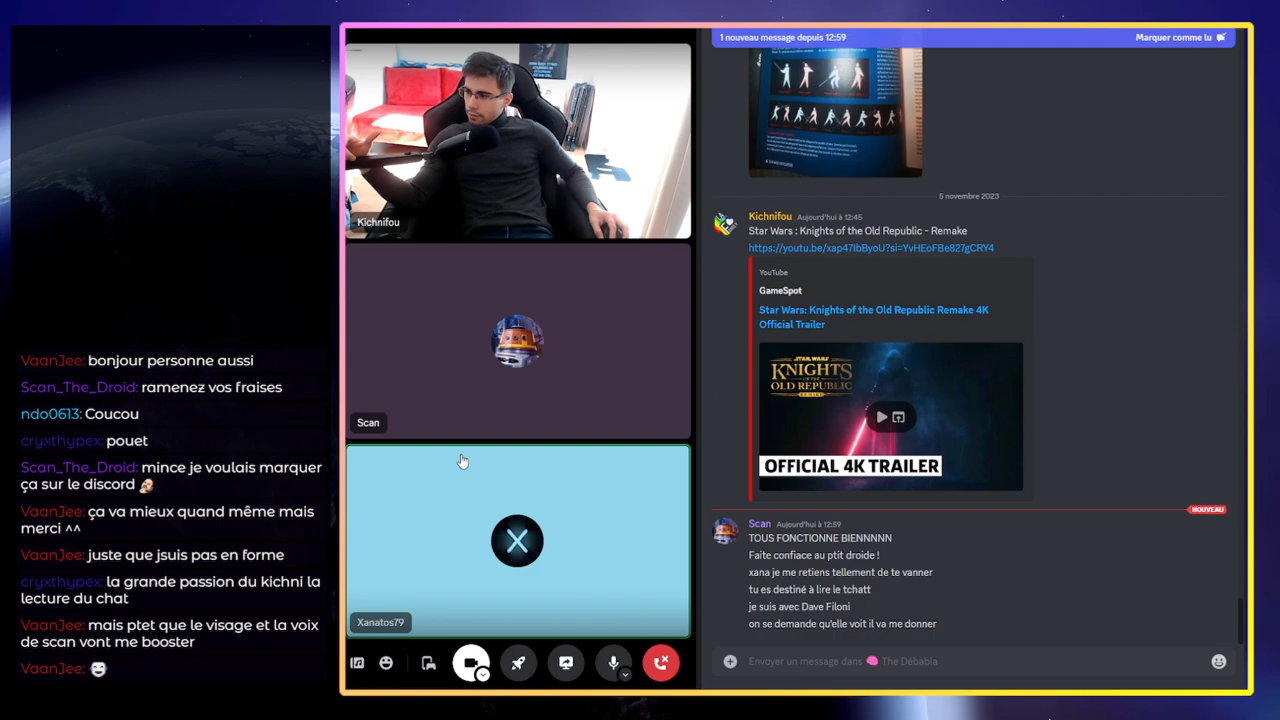 VaanJee: bonjour personne aussi
Scan_The_Droid: ramenez vos fraises
ndo0613: Coucou
cryxthypex: pouet
Scan_The_Droid: mince je voulais marquer
ça sur le discord
VaanJee: ça va mieux quand même mais
merci ^^
VaanJee: juste que jsuis pas en forme
cryxthypex: la grande passion du kichni la
lecture du chat
VaanJee: mais ptet que le visage et la voix
de scan vont me booster
VaanJee:
Kichnifou
Scan
X
Xanatos79
1 nouveau message depuis 12:59
Marquer comme lu
5 novembre 2023
Kichnifou Aujourd'hui à 12:45
Star Wars : Knights of the Old Republic - Remake
https://youtu.be/xap47IbByoU?si=YvHEoFBe827gCRY4
YouTube
GameSpot
Star Wars: Knights of the Old Republic Remake 4K
Official Trailer
STAR WARS
KNIGHTS
OF THE
OLD REPUBLIC
REMAKE
OFFICIAL 4K TRAILER
NOUVEAU
Scan Aujourd'hui à 12:59
TOUS FONCTIONNE BIENNNNN
Faite confiace au ptit droide !
xana je me retiens tellement de te vanner
tu es destiné à lire le tchatt
je suis avec Dave Filoni
on se demande qu'elle voit il va me donner
Envoyer un message dans 🧠 The Débabla